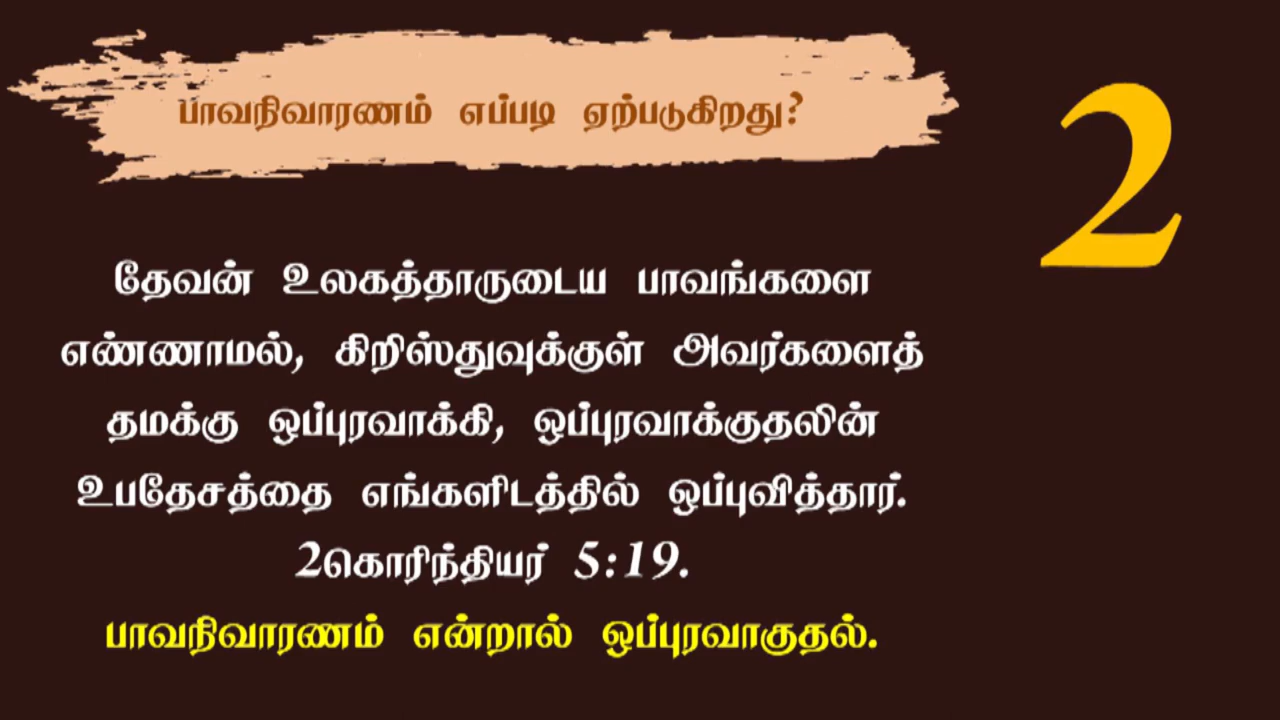 பாவநிவாரணம் எப்படி ஏற்படுகிறது?
2
தேவன் உலகத்தாருடைய பாவங்களை
எண்ணாமல், கிறிஸ்துவுக்குள் அவர்களைத்
தமக்கு ஒப்புரவாக்கி, ஒப்புரவாக்குதலின்
உபதேசத்தை எங்களிடத்தில் ஒப்புவித்தார்.
2கொரிந்தியர் 5:19.
பாவநிவாரணம் என்றால் ஒப்புரவாகுதல்.